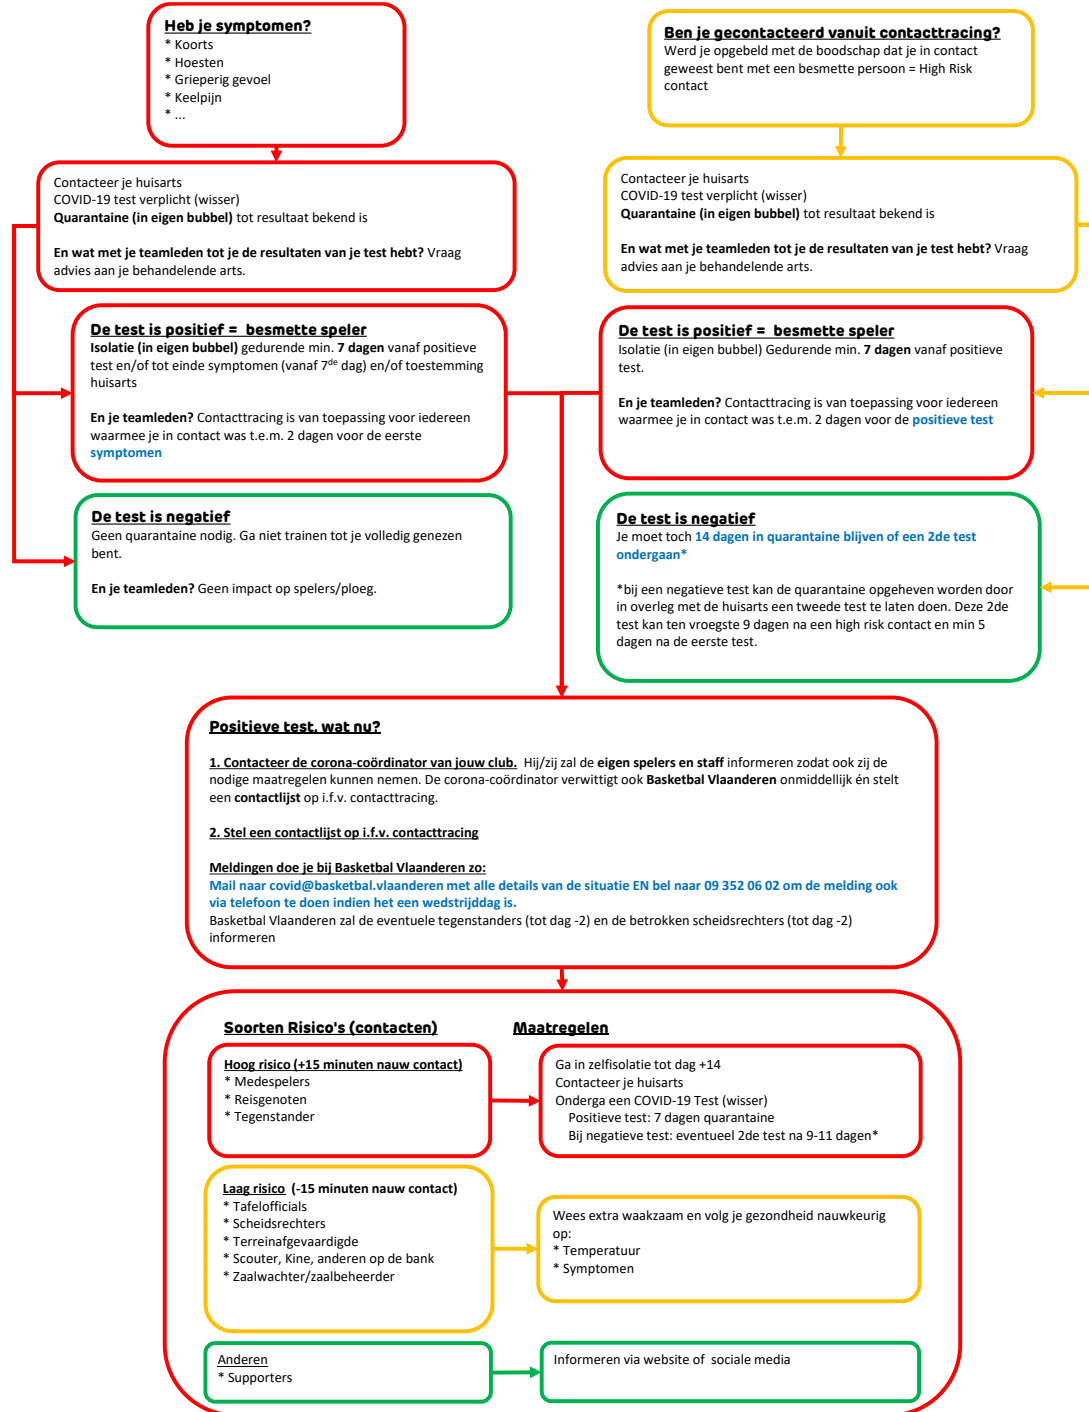 Heb je symptomen?
* Koorts
* Hoesten
* Grieperig gevoel
* Keelpijn
* ...
Ben je gecontacteerd vanuit contacttracing?
Werd je opgebeld met de boodschap dat je in contact
geweest bent met een besmette persoon = High Risk
contact
Contacteer je huisarts
COVID-19 test verplicht (wisser)
Quarantaine (in eigen bubbel) tot resultaat bekend is
En wat met je teamleden tot je de resultaten van je test hebt? Vraag
advies aan je behandelende arts.
Contacteer je huisarts
COVID-19 test verplicht (wisser)
Quarantaine (in eigen bubbel) tot resultaat bekend is
En wat met je teamleden tot je de resultaten van je test hebt? Vraag
advies aan je behandelende arts.
De test is positief = besmette speler
Isolatie (in eigen bubbel) gedurende min. 7 dagen vanaf positieve
test en/of tot einde symptomen (vanaf 7de dag) en/of toestemming
huisarts
En je teamleden? Contacttracing is van toepassing voor iedereen
waarmee je in contact was t.e.m. 2 dagen voor de eerste
symptomen
De test is positief = besmette speler
Isolatie (in eigen bubbel) Gedurende min. 7 dagen vanaf positieve
test.
En je teamleden? Contacttracing is van toepassing voor iedereen
waarmee je in contact was t.e.m. 2 dagen voor de positieve test
De test is negatief
Geen quarantaine nodig. Ga niet trainen tot je volledig genezen
bent.
En je teamleden? Geen impact op spelers/ploeg.
De test is negatief
Je moet toch 14 dagen in quarantaine blijven of een 2de test
ondergaan*
*bij een negatieve test kan de quarantaine opgeheven worden door
in overleg met de huisarts een tweede test te laten doen. Deze 2de
test kan ten vroegste 9 dagen na een high risk contact en min 5
dagen na de eerste test.
Positieve test, wat nu?
1. Contacteer de corona-coördinator van jouw club. Hij/zij zal de eigen spelers en staff informeren zodat ook zij de
nodige maatregelen kunnen nemen. De corona-coördinator verwittigt ook Basketbal Vlaanderen onmiddellijk én stelt
een contactlijst op i.f.v. contacttracing.
2. Stel een contactlijst op i.f.v. contacttracing
Meldingen doe je bij Basketbal Vlaanderen zo:
Mail naar covid@basketbal.vlaanderen met alle details van de situatie EN bel naar 09 352 06 02 om de melding ook
via telefoon te doen indien het een wedstrijddag is.
Basketbal Vlaanderen zal de eventuele tegenstanders (tot dag -2) en de betrokken scheidsrechters (tot dag -2)
informeren
Soorten Risico's (contacten)
Maatregelen
Hoog risico (+15 minuten nauw contact)
* Medespelers
* Reisgenoten
* Tegenstander
Ga in zelfisolatie tot dag +14
Contacteer je huisarts
Onderga een COVID-19 Test (wisser)
Positieve test: 7 dagen quarantaine
Bij negatieve test: eventueel 2de test na 9-11 dagen*
Laag risico (-15 minuten nauw contact)
* Tafelofficials
* Scheidsrechters
* Terreinafgevaardigde
* Scouter, Kine, anderen op de bank
* Zaalwachter/zaalbeheerder
Wees extra waakzaam en volg je gezondheid nauwkeurig
op:
* Temperatuur
* Symptomen
Anderen
* Supporters
Informeren via website of sociale media